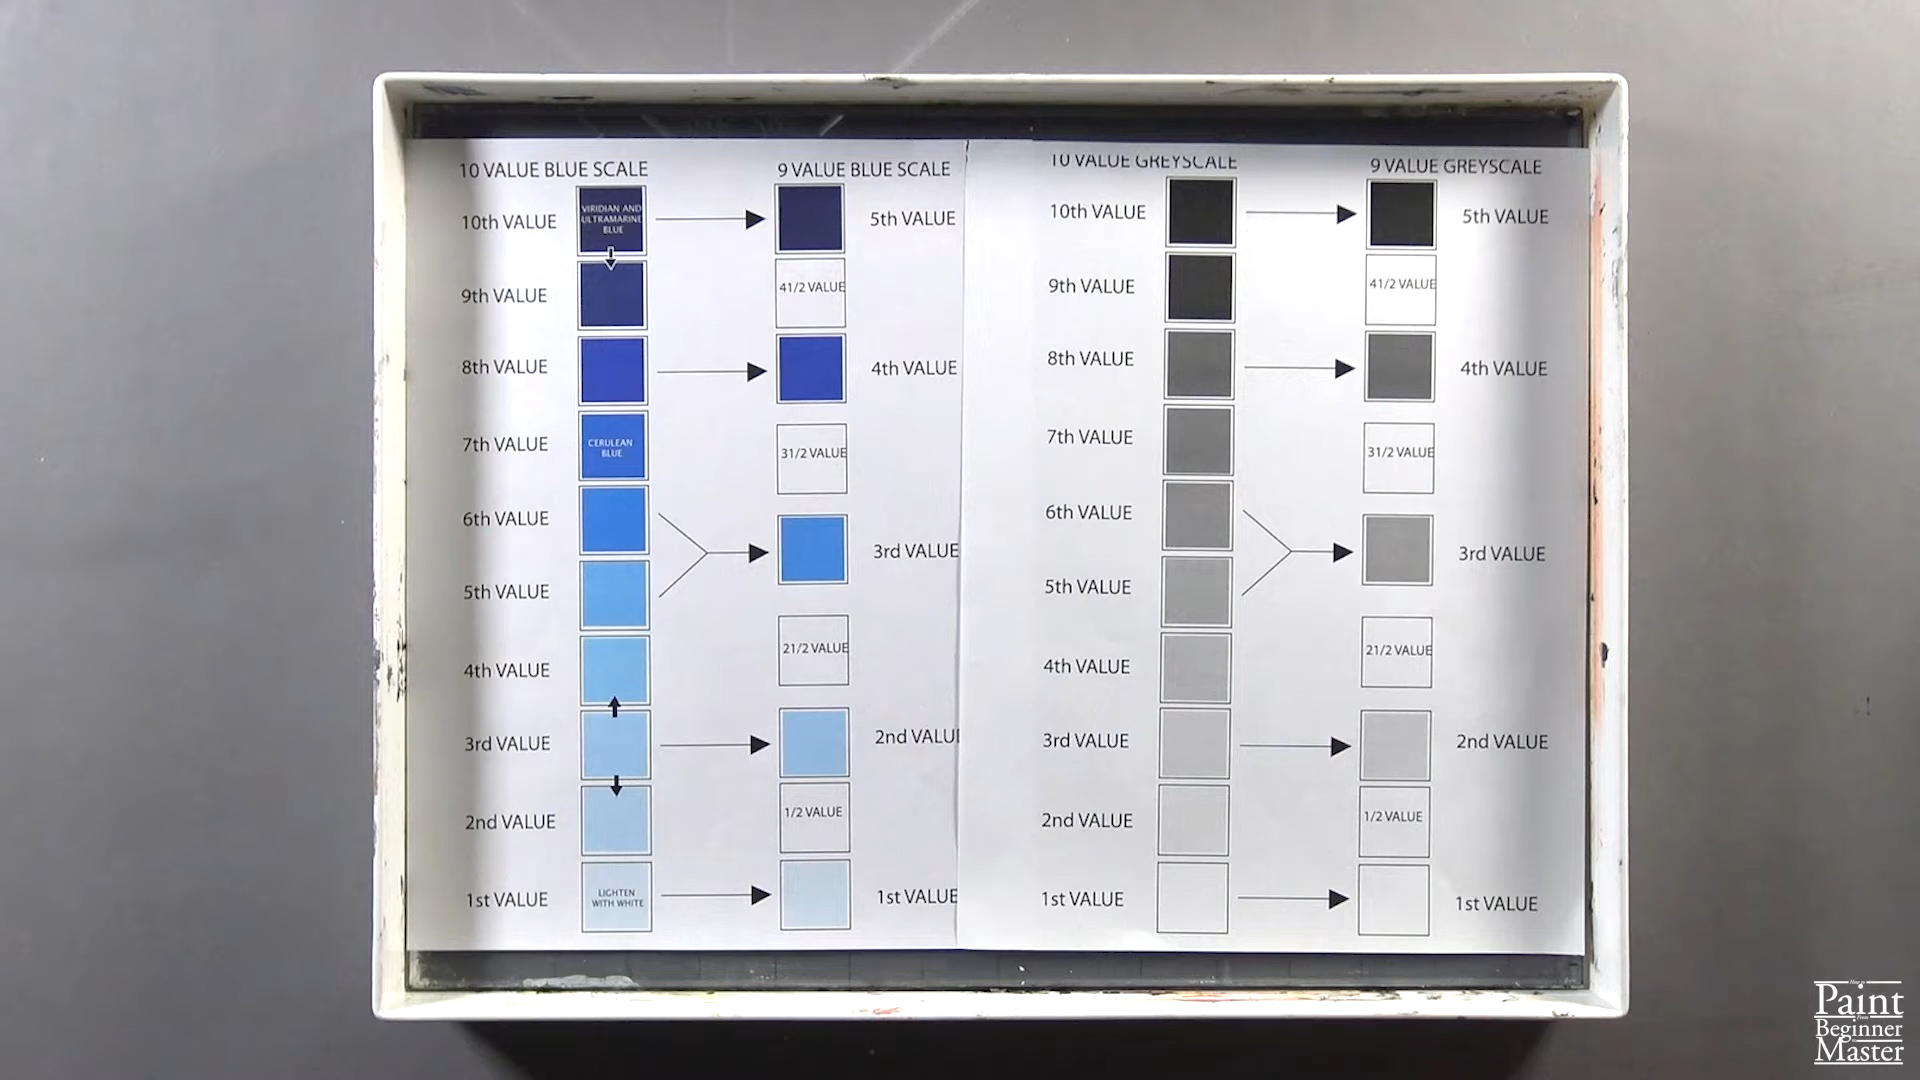 10 VALUE BLUE SCALE
10th VALUE
VIRIDIAN AND
ULTRAMARINE
BLUE
9th VALUE
8th VALUE
7th VALUE
CERULEAN
BLUE
6th VALUE
5th VALUE
4th VALUE
3rd VALUE
2nd VALUE
1st VALUE
LIGHTEN
WITH WHITE
9 VALUE BLUE SCALE
5th VALUE
41/2 VALUE
4th VALUE
31/2 VALUE
3rd VALUE
21/2 VALUE
2nd VALU
1/2 VALUE
1st VALUE
10 VALUE GREYSCALE
10th VALUE
9th VALUE
8th VALUE
7th VALUE
6th VALUE
5th VALUE
4th VALUE
3rd VALUE
2nd VALUE
1st VALUE
9 VALUE GREYSCALE
5th VALUE
41/2 VALUE
4th VALUE
31/2 VALUE
3rd VALUE
21/2 VALUE
2nd VALUE
1/2 VALUE
1st VALUE
Paint
Beginner
Master